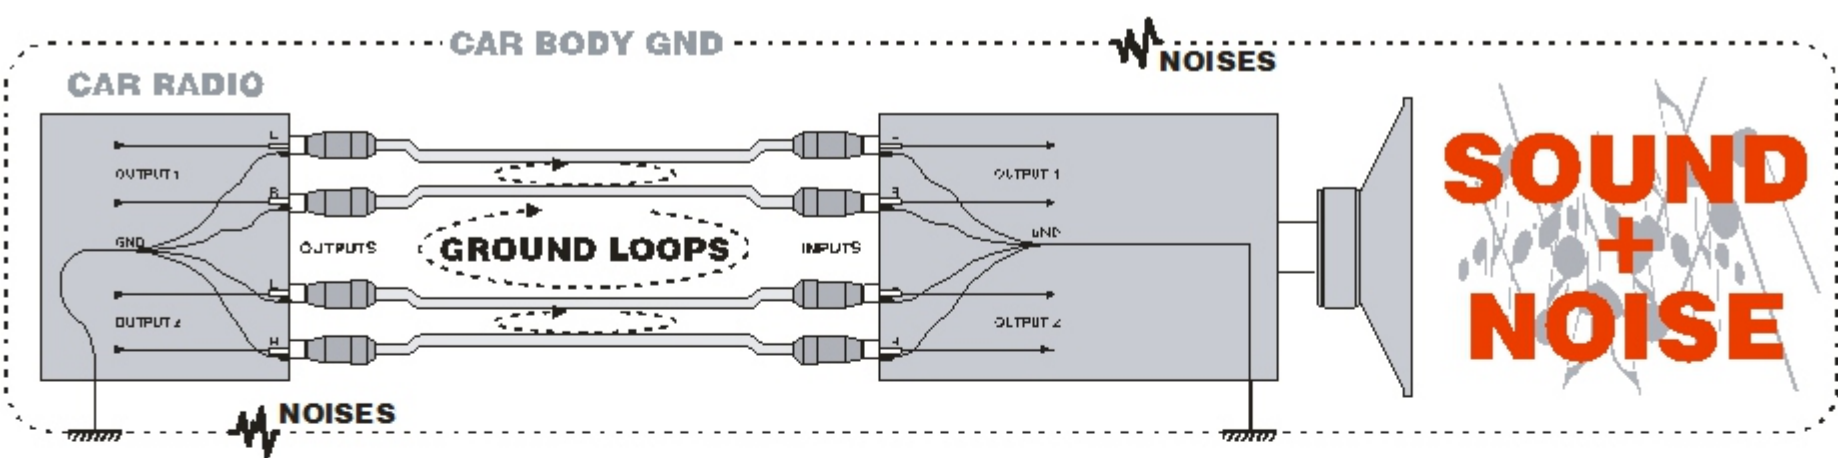 CAR BODY GND
NOISES
CAR RADIO
L
OUTPUT 1
R
GND
OUTPUTS
GROUND LOOPS
INPUTS
OUTPUT 1
GND
L
OUTPUT 2
OUTPUT 2
SOUND
+
NOISE
NOISES